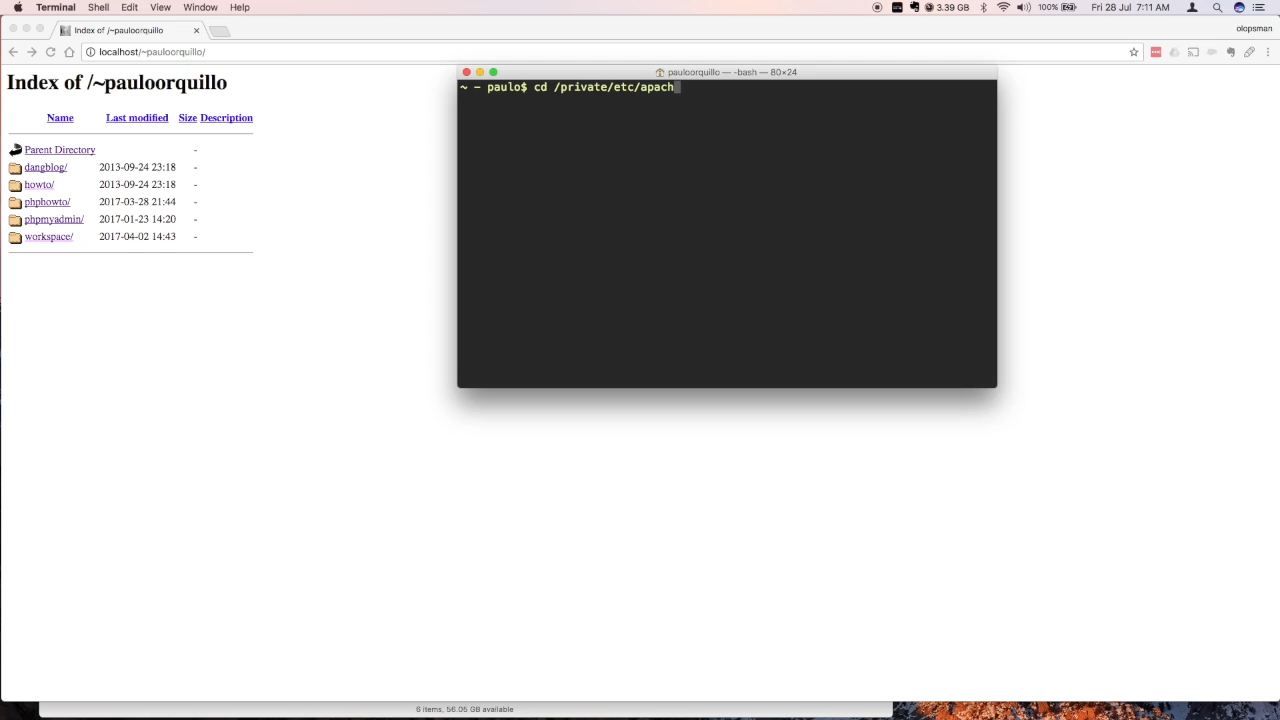 Terminal Shell Edit View Window Help 3.39 GB 100% Fri 28 Jul 7:11 AM
Index of /~pauloorquillo
olopsman
localhost/~pauloorquillo/
Index of /~pauloorquillo
Name Last modified Size Description
Parent Directory -
dangblog/ 2013-09-24 23:18 -
howto/ 2013-09-24 23:18 -
phphowto/ 2017-03-28 21:44 -
phpmyadmin/ 2017-01-23 14:20 -
workspace/ 2017-04-02 14:43 -
pauloorquillo — -bash — 80×24
~ - paulo$ cd /private/etc/apach
6 items, 56.05 GB available